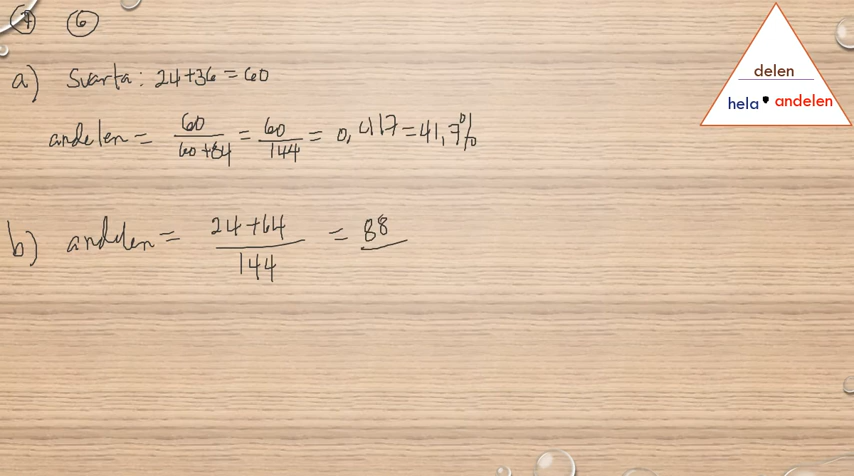 7 6
a) Svarta: 24+36=60
andelen = 60/60+84 = 60/144 = 0,417=41,7%
b) andelen = 24+64/144 = 88
delen
hela • andelen